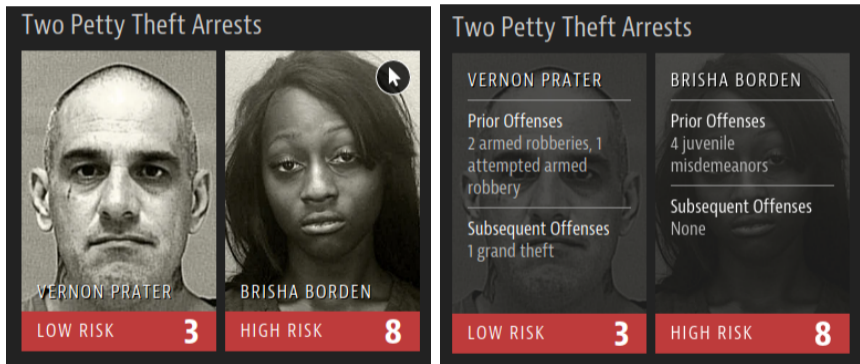 Two Petty Theft Arrests
VERNON PRATER
LOW RISK 3
BRISHA BORDEN
HIGH RISK 8
Two Petty Theft Arrests
VERNON PRATER
Prior Offenses
2 armed robberies, 1
attempted armed
robbery
Subsequent Offenses
1 grand theft
LOW RISK 3
BRISHA BORDEN
Prior Offenses
4 juvenile
misdemeanors
Subsequent Offenses
None
HIGH RISK 8